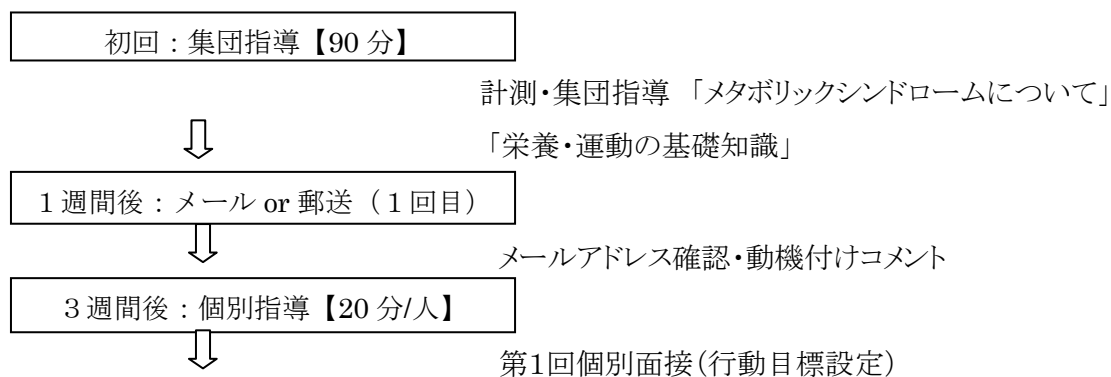 初回：集団指導【90 分】
計測・集団指導 「メタボリックシンドロームについて」
「栄養・運動の基礎知識」
１週間後：メール or 郵送（１回目）
メールアドレス確認・動機付けコメント
３週間後：個別指導【20 分/人】
第1回個別面接（行動目標設定）